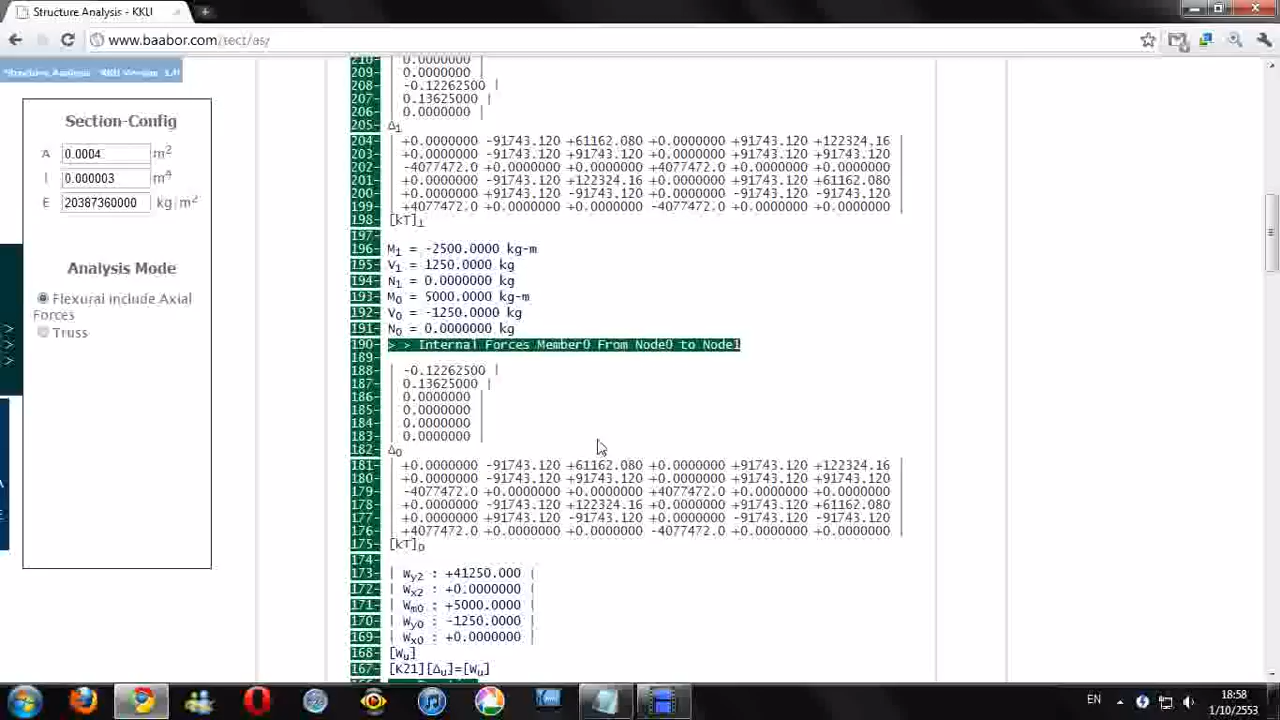 Structure Analysis - KKU
www.baabor.com/sect/asy
Structure Analysis KKU Version 1.0
Section-Config
A 0.0004 m²
I 0.000003 m⁴
E 20387360000 kg/m²
Analysis Mode
Flexural include Axial
Forces
Truss
210- | 0.0000000 |
209- | 0.0000000 |
208- | -0.12262500 |
207- | 0.13625000 |
206- | 0.0000000 |
205- Δ1
204- | +0.0000000 -91743.120 +61162.080 +0.0000000 +91743.120 +122324.16 |
203- | +0.0000000 -91743.120 +91743.120 +0.0000000 +91743.120 +91743.120 |
202- | -4077472.0 +0.0000000 +0.0000000 +4077472.0 +0.0000000 +0.0000000 |
201- | +0.0000000 -91743.120 +122324.16 +0.0000000 +91743.120 +61162.080 |
200- | +0.0000000 +91743.120 -91743.120 +0.0000000 -91743.120 -91743.120 |
199- | +4077472.0 +0.0000000 +0.0000000 -4077472.0 +0.0000000 +0.0000000 |
198- [kT]1
197-
196- M1 = -2500.0000 kg-m
195- V1 = 1250.0000 kg
194- N1 = 0.0000000 kg
193- M0 = 5000.0000 kg-m
192- V0 = -1250.0000 kg
191- N0 = 0.0000000 kg
190- > > Internal Forces Member0 From Node0 to Node1
189-
188- | -0.12262500 |
187- | 0.13625000 |
186- | 0.0000000 |
185- | 0.0000000 |
184- | 0.0000000 |
183- | 0.0000000 |
182- Δ0
181- | +0.0000000 -91743.120 +61162.080 +0.0000000 +91743.120 +122324.16 |
180- | +0.0000000 -91743.120 +91743.120 +0.0000000 +91743.120 +91743.120 |
179- | -4077472.0 +0.0000000 +0.0000000 +4077472.0 +0.0000000 +0.0000000 |
178- | +0.0000000 -91743.120 +122324.16 +0.0000000 +91743.120 +61162.080 |
177- | +0.0000000 +91743.120 -91743.120 +0.0000000 -91743.120 -91743.120 |
176- | +4077472.0 +0.0000000 +0.0000000 -4077472.0 +0.0000000 +0.0000000 |
175- [kT]0
174-
173- | Wy2 : +41250.000 |
172- | Wx2 : +0.0000000 |
171- | Wm0 : +5000.0000 |
170- | Wy0 : -1250.0000 |
169- | Wx0 : +0.0000000 |
168- [Wu]
167- [K21][Δu]=[Wu]
EN
18:58
1/10/2553